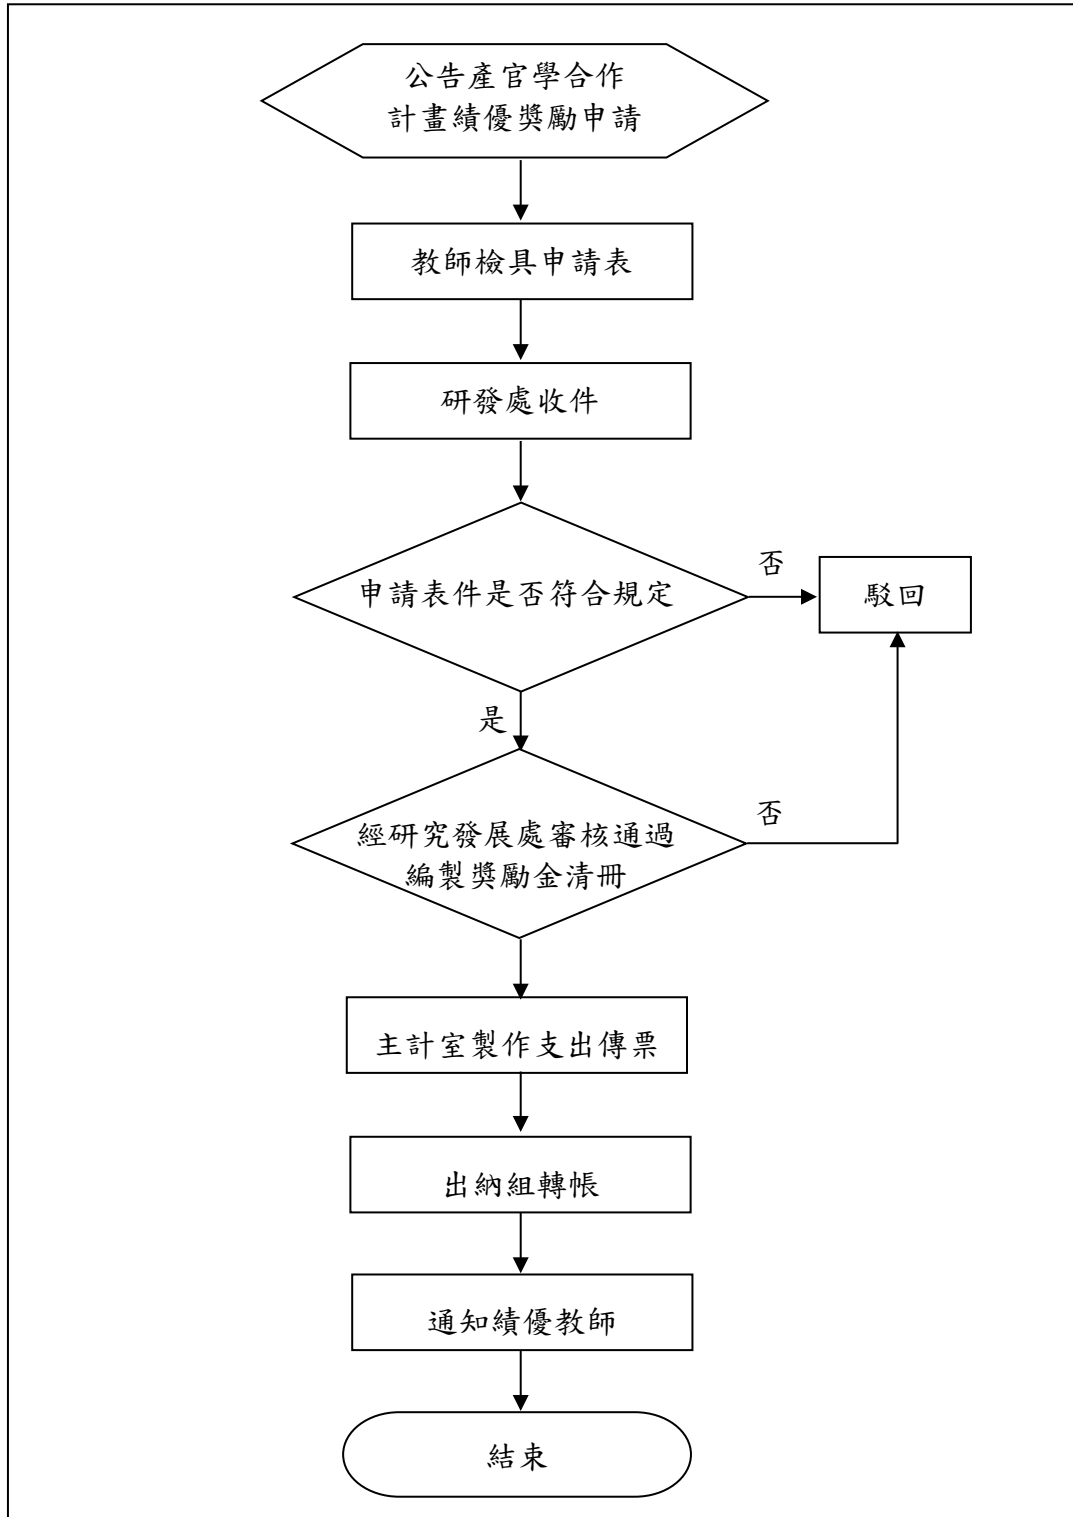 公告產官學合作
計畫績優獎勵申請
教師檢具申請表
研發處收件
申請表件是否符合規定
否
駁回
是
經研究發展處審核通過
編製獎勵金清冊
否
主計室製作支出傳票
出納組轉帳
通知績優教師
結束